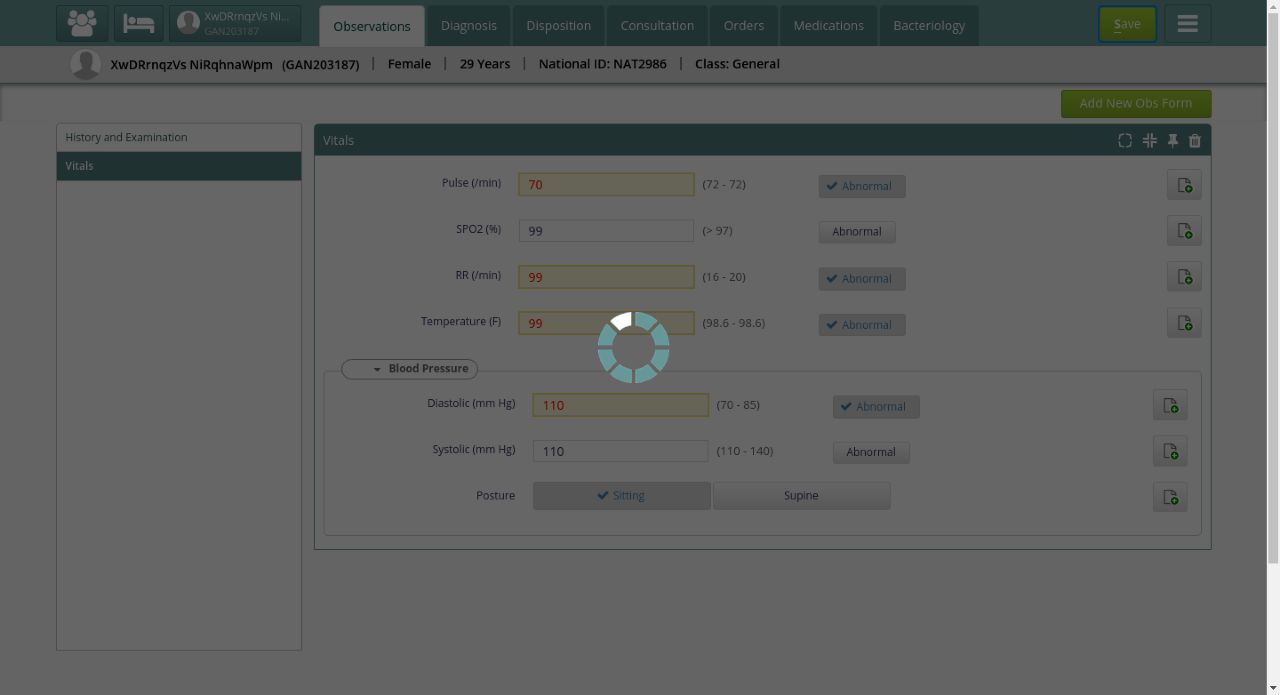 XwDRrnqzVs Ni...
GAN203187
Observations
Diagnosis
Disposition
Consultation
Orders
Medications
Bacteriology
Save
XwDRrnqzVs NiRqhnaWpm (GAN203187) | Female | 29 Years | National ID: NAT2986 | Class: General
Add New Obs Form
History and Examination
Vitals
Vitals
Pulse (/min) 70 (72 - 72) Abnormal
SPO2 (%) 99 (> 97) Abnormal
RR (/min) 99 (16 - 20) Abnormal
Temperature (F) 99 (98.6 - 98.6) Abnormal
Blood Pressure
Diastolic (mm Hg) 110 (70 - 85) Abnormal
Systolic (mm Hg) 110 (110 - 140) Abnormal
Posture Sitting Supine